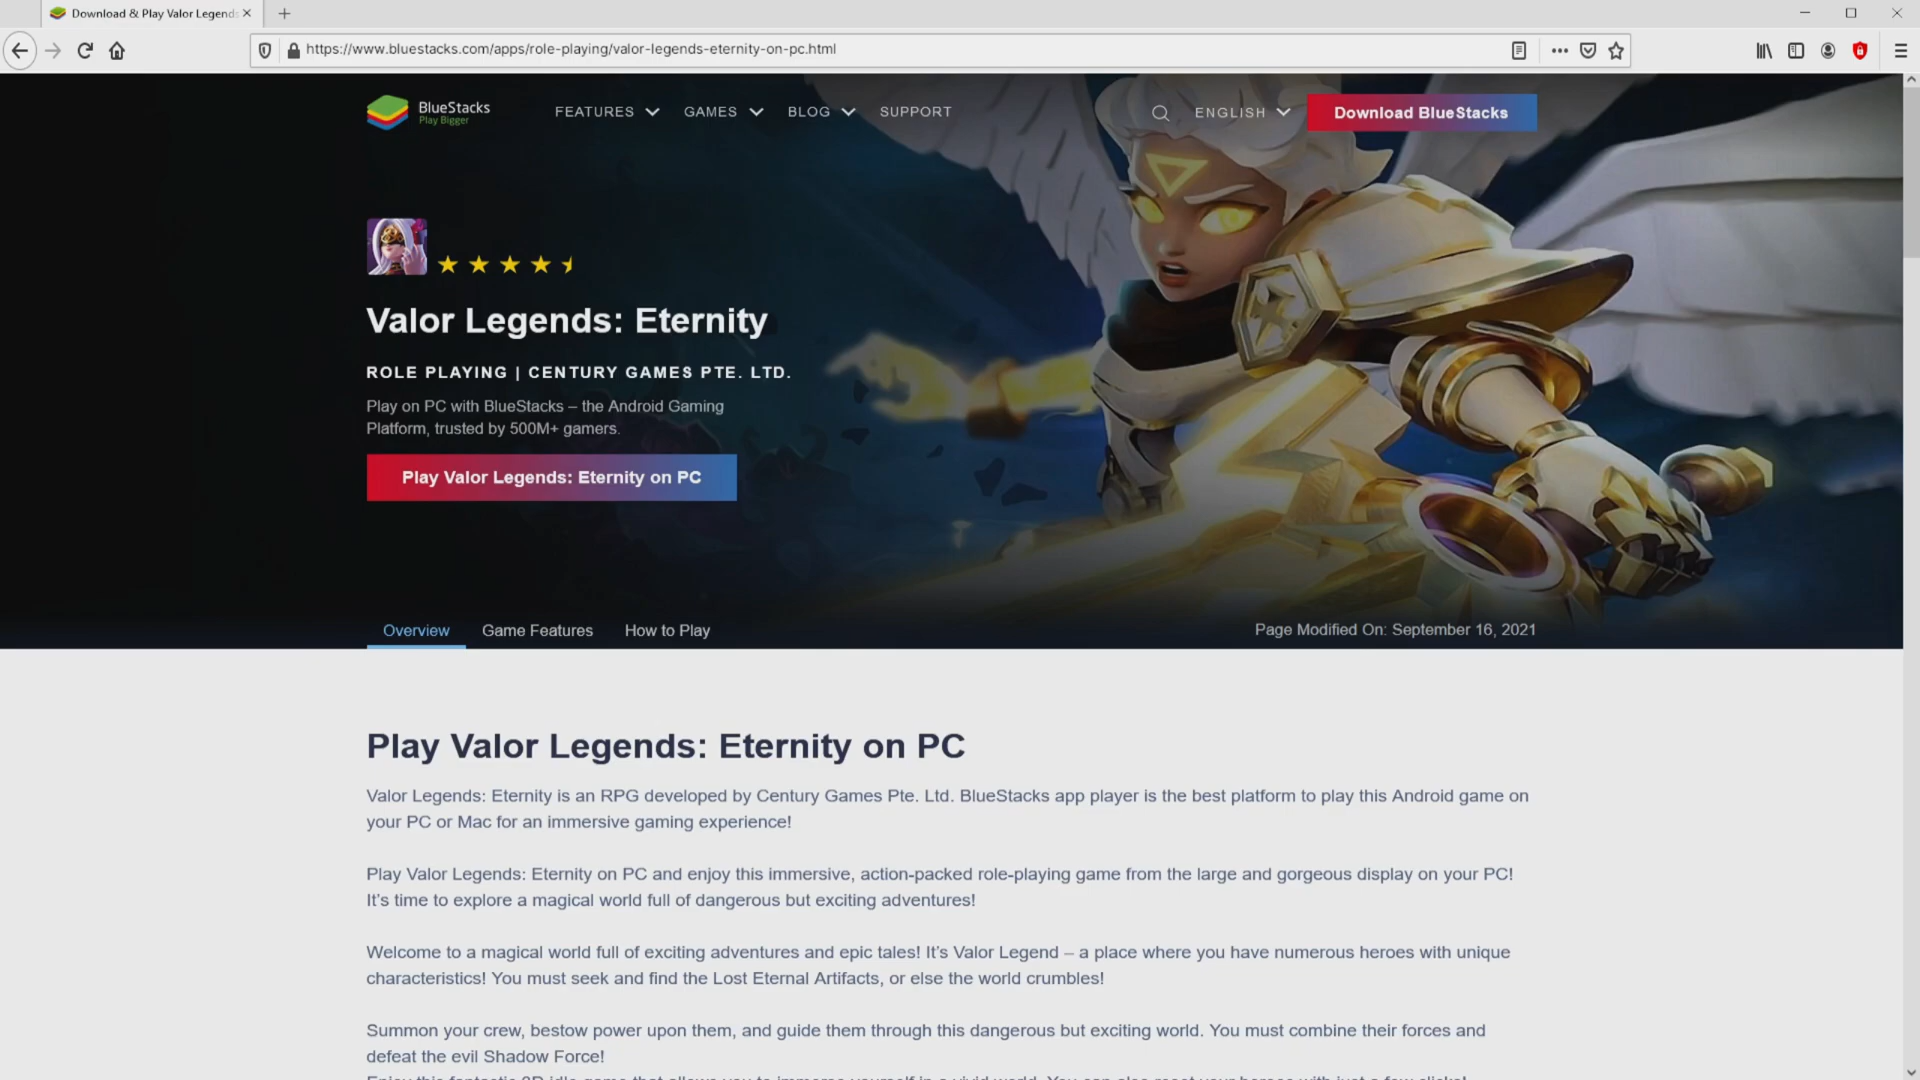 Download & Play Valor Legends
https://www.bluestacks.com/apps/role-playing/valor-legends-eternity-on-pc.html
BlueStacks
Play Bigger
FEATURES
GAMES
BLOG
SUPPORT
ENGLISH
Download BlueStacks
Valor Legends: Eternity
ROLE PLAYING | CENTURY GAMES PTE. LTD.
Play on PC with BlueStacks – the Android Gaming
Platform, trusted by 500M+ gamers.
Play Valor Legends: Eternity on PC
Overview
Game Features
How to Play
Page Modified On: September 16, 2021
Play Valor Legends: Eternity on PC
Valor Legends: Eternity is an RPG developed by Century Games Pte. Ltd. BlueStacks app player is the best platform to play this Android game on
your PC or Mac for an immersive gaming experience!
Play Valor Legends: Eternity on PC and enjoy this immersive, action-packed role-playing game from the large and gorgeous display on your PC!
It’s time to explore a magical world full of dangerous but exciting adventures!
Welcome to a magical world full of exciting adventures and epic tales! It’s Valor Legend – a place where you have numerous heroes with unique
characteristics! You must seek and find the Lost Eternal Artifacts, or else the world crumbles!
Summon your crew, bestow power upon them, and guide them through this dangerous but exciting world. You must combine their forces and
defeat the evil Shadow Force!